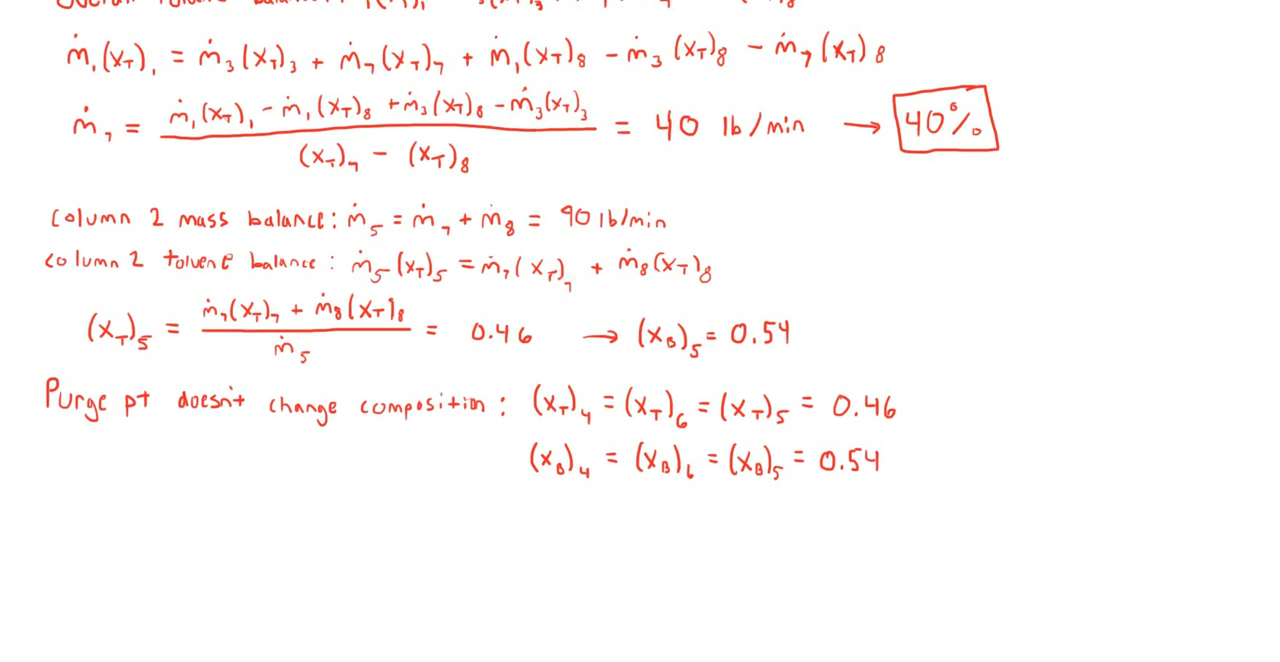 ṁ₁(x_T)₁ = ṁ₃(x_T)₃ + ṁ₇(x_T)₇ + ṁ₁(x_T)₈ − ṁ₃(x_T)₈ − ṁ₇(x_T)₈
ṁ₇ = (ṁ₁(x_T)₁ − ṁ₁(x_T)₈ + ṁ₃(x_T)₈ − ṁ₃(x_T)₃) / ((x_T)₇ − (x_T)₈) = 40 lb/min → 40%
Column 2 mass balance: ṁ₅ = ṁ₇ + ṁ₈ = 90 lb/min
Column 2 balance: ṁ₅(x_T)₅ = ṁ₇(x_T)₇ + ṁ₈(x_T)₈
(x_T)₅ = (ṁ₇(x_T)₇ + ṁ₈(x_T)₈) / ṁ₅ = 0.46 → (x_B)₅ = 0.54
Purge pt doesn't change composition: (x_T)₄ = (x_T)₆ = (x_T)₅ = 0.46
(x_B)₄ = (x_B)₆ = (x_B)₅ = 0.54